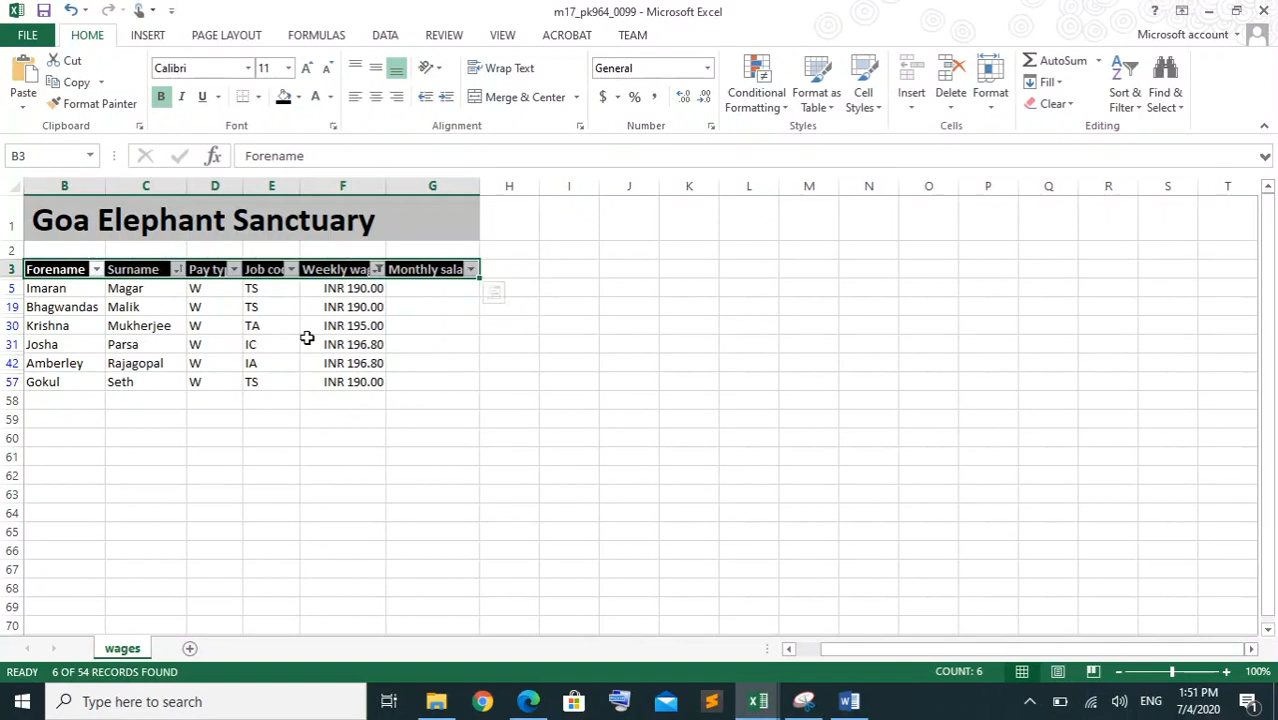 m17_pk964_0099 - Microsoft Excel
FILE HOME INSERT PAGE LAYOUT FORMULAS DATA REVIEW VIEW ACROBAT TEAM Microsoft account
Paste Cut Copy Format Painter Clipboard
Calibri 11 B I U A Font
Wrap Text Merge & Center Alignment
General $ % , Number
Conditional Formatting Format as Table Cell Styles Styles
Insert Delete Format Cells
AutoSum Fill Clear Sort & Filter Find & Select Editing
B3 fx Forename
B C D E F G H I J K L M N O P Q R S T
1 Goa Elephant Sanctuary
2
3 Forename Surname Pay ty Job co Weekly wa Monthly sala
5 Imaran Magar W TS INR 190.00
19 Bhagwandas Malik W TS INR 190.00
30 Krishna Mukherjee W TA INR 195.00
31 Josha Parsa W IC INR 196.80
42 Amberley Rajagopal W IA INR 196.80
57 Gokul Seth W TS INR 190.00
58
59
60
61
62
63
64
65
66
67
68
69
70
wages
READY 6 OF 54 RECORDS FOUND COUNT: 6 100%
Type here to search ENG 1:51 PM
7/4/2020